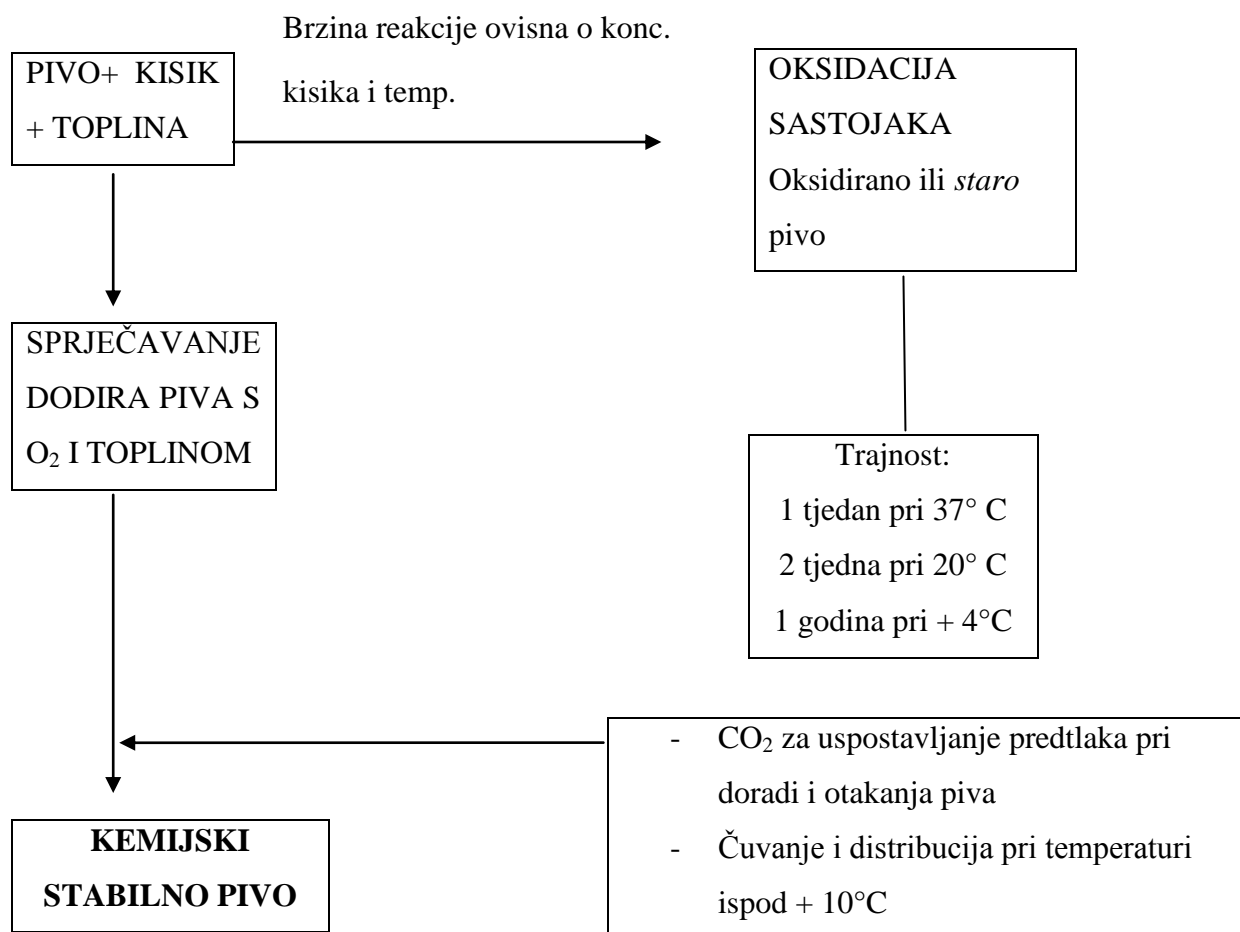 Brzina reakcije ovisna o konc.
kisika i temp.
PIVO+ KISIK
+ TOPLINA
OKSIDACIJA
SASTOJAKA
Oksidirano ili staro
pivo
SPRJEČAVANJE
DODIRA PIVA S
O₂ I TOPLINOM
Trajnost:
1 tjedan pri 37° C
2 tjedna pri 20° C
1 godina pri + 4°C
- CO₂ za uspostavljanje predtlaka pri
doradi i otakanja piva
- Čuvanje i distribucija pri temperaturi
ispod + 10°C
KEMIJSKI
STABILNO PIVO